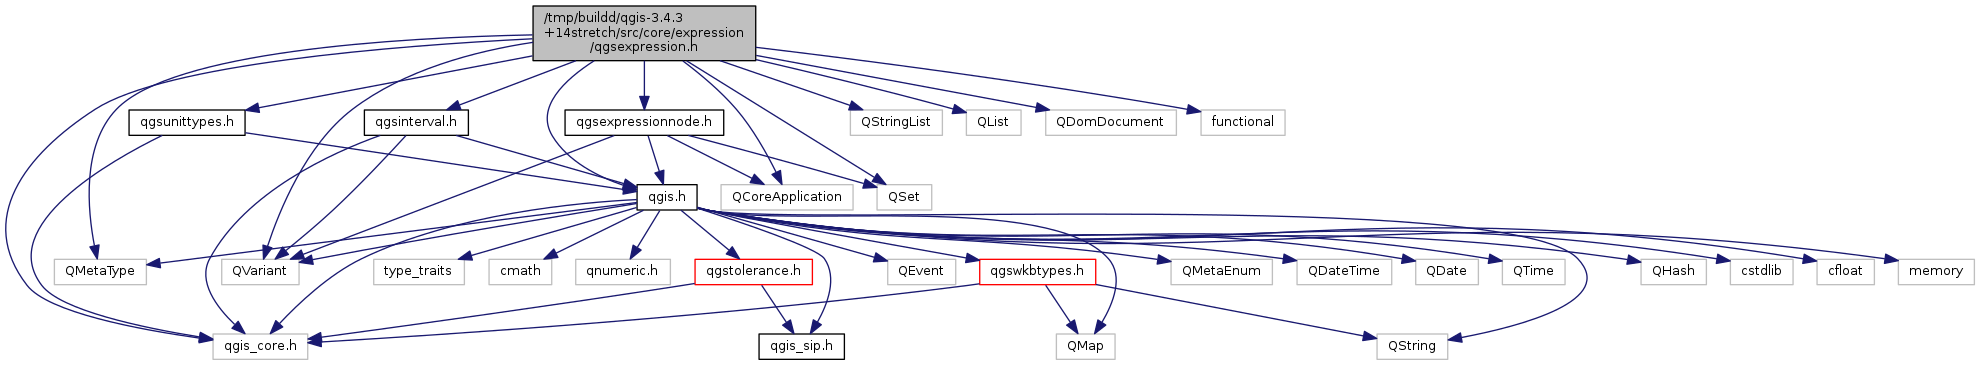 /tmp/buildd/qgis-3.4.3
+14stretch/src/core/expression
/qgsexpression.h
qgsunittypes.h
qgsinterval.h
qgsexpressionnode.h
QStringList
QList
QDomDocument
functional
qgis.h
QCoreApplication
QSet
QMetaType
QVariant
type_traits
cmath
qnumeric.h
qgstolerance.h
QEvent
qgswkbtypes.h
QMetaEnum
QDateTime
QDate
QTime
QHash
cstdlib
cfloat
memory
qgis_core.h
qgis_sip.h
QMap
QString